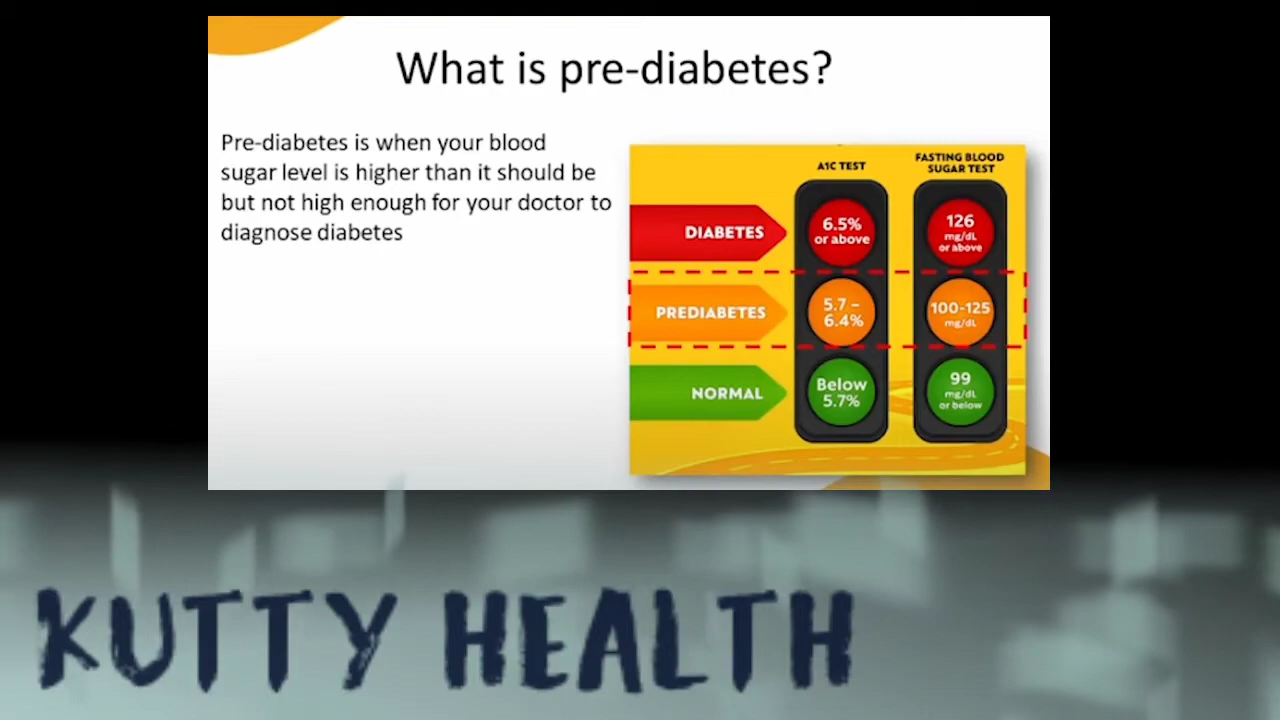 What is pre-diabetes?
Pre-diabetes is when your blood
sugar level is higher than it should be
but not high enough for your doctor to
diagnose diabetes
A1C TEST
FASTING BLOOD
SUGAR TEST
DIABETES
6.5%
or above
126
mg/dL
or above
PREDIABETES
5.7 –
6.4%
100-125
mg/dL
NORMAL
Below
5.7%
99
mg/dL
or below
KUTTY HEALTH